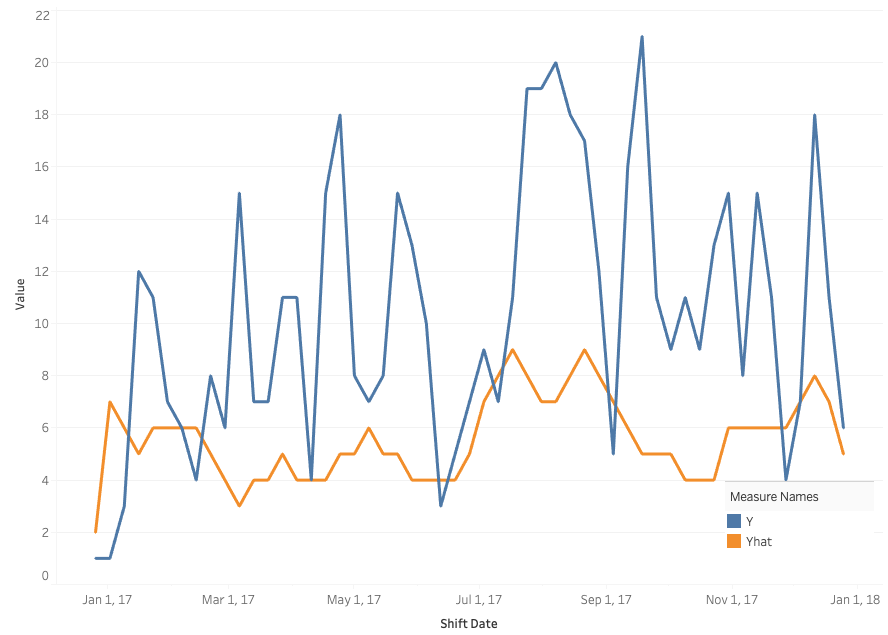 22
20
18
16
14
12
10
8
6
4
2
0
Value
Measure Names
Y
Yhat
Jan 1, 17 Mar 1, 17 May 1, 17 Jul 1, 17 Sep 1, 17 Nov 1, 17 Jan 1, 18
Shift Date